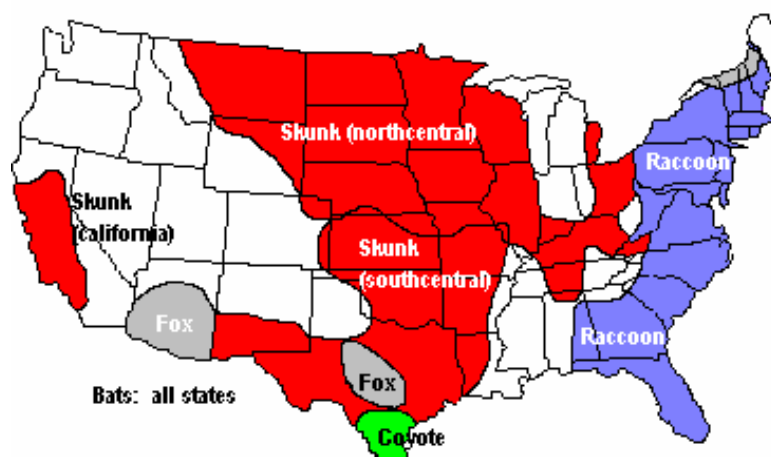 Skunk (northcentral)
Raccoon
Skunk
(california)
Skunk
(southcentral)
Fox
Raccoon
Fox
Bats: all states
Coyote